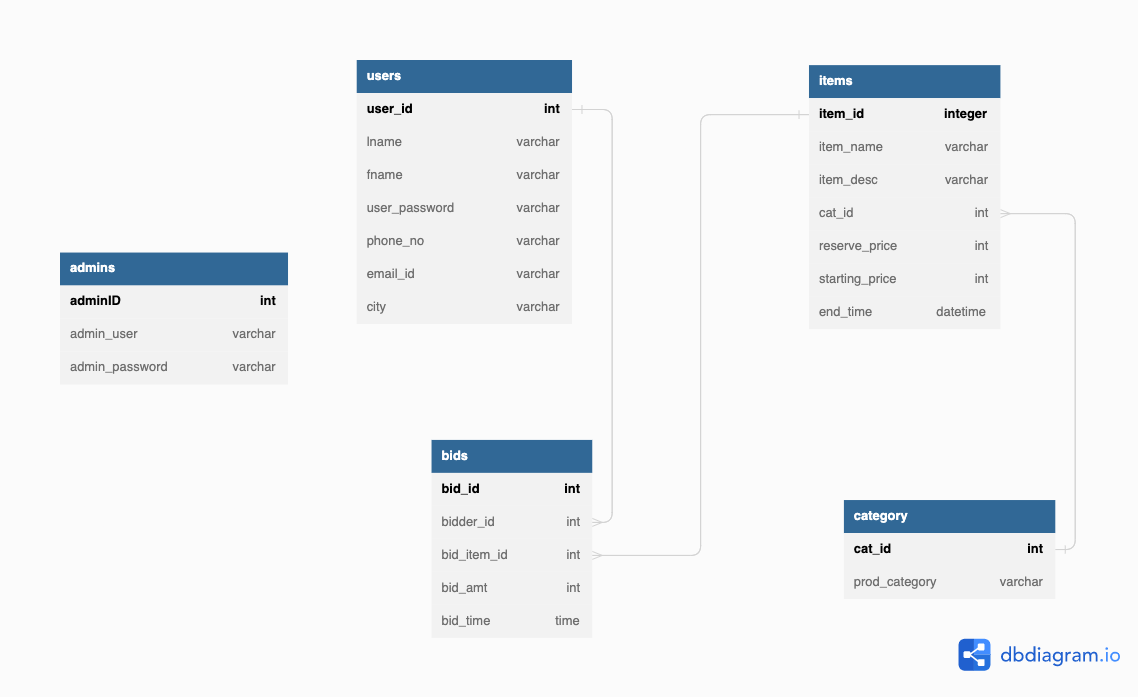 users
user_id int
lname varchar
fname varchar
user_password varchar
phone_no varchar
email_id varchar
city varchar
items
item_id integer
item_name varchar
item_desc varchar
cat_id int
reserve_price int
starting_price int
end_time datetime
admins
adminID int
admin_user varchar
admin_password varchar
bids
bid_id int
bidder_id int
bid_item_id int
bid_amt int
bid_time time
category
cat_id int
prod_category varchar
dbdiagram.io